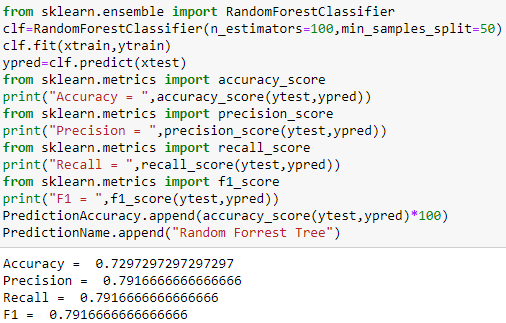 from sklearn.ensemble import RandomForestClassifier
clf=RandomForestClassifier(n_estimators=100,min_samples_split=50)
clf.fit(xtrain,ytrain)
ypred=clf.predict(xtest)
from sklearn.metrics import accuracy_score
print("Accuracy = ",accuracy_score(ytest,ypred))
from sklearn.metrics import precision_score
print("Precision = ",precision_score(ytest,ypred))
from sklearn.metrics import recall_score
print("Recall = ",recall_score(ytest,ypred))
from sklearn.metrics import f1_score
print("F1 = ",f1_score(ytest,ypred))
PredictionAccuracy.append(accuracy_score(ytest,ypred)*100)
PredictionName.append("Random Forrest Tree")
Accuracy =  0.7297297297297297
Precision =  0.7916666666666666
Recall =  0.7916666666666666
F1 =  0.7916666666666666